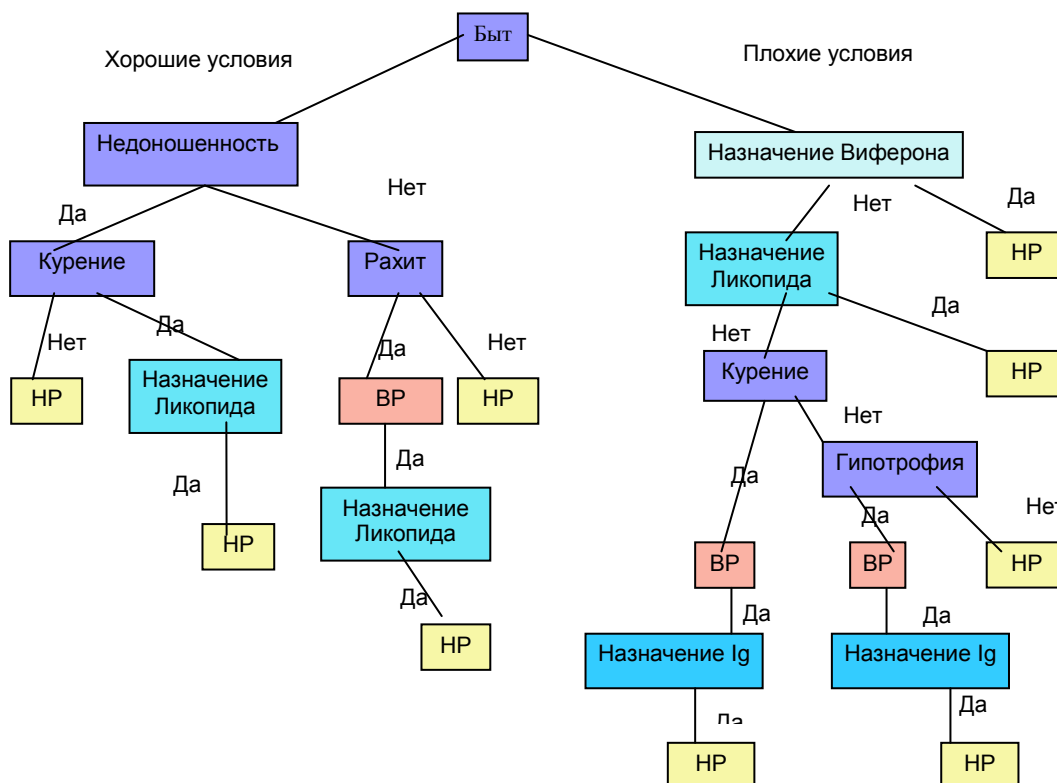 Быт
Хорошие условия
Плохие условия
Недоношенность
Назначение Виферона
Нет
Да
Нет
Да
Курение
Рахит
Назначение
Ликопида
НР
Нет
Да
Да
Нет
Нет
Да
Назначение
Ликопида
Курение
НР
НР
ВР
НР
Нет
Да
Да
Гипотрофия
Да
Назначение
Ликопида
Да
Нет
НР
ВР
ВР
НР
Да
Да
Да
НР
Назначение Ig
Назначение Ig
Да
Да
НР
НР